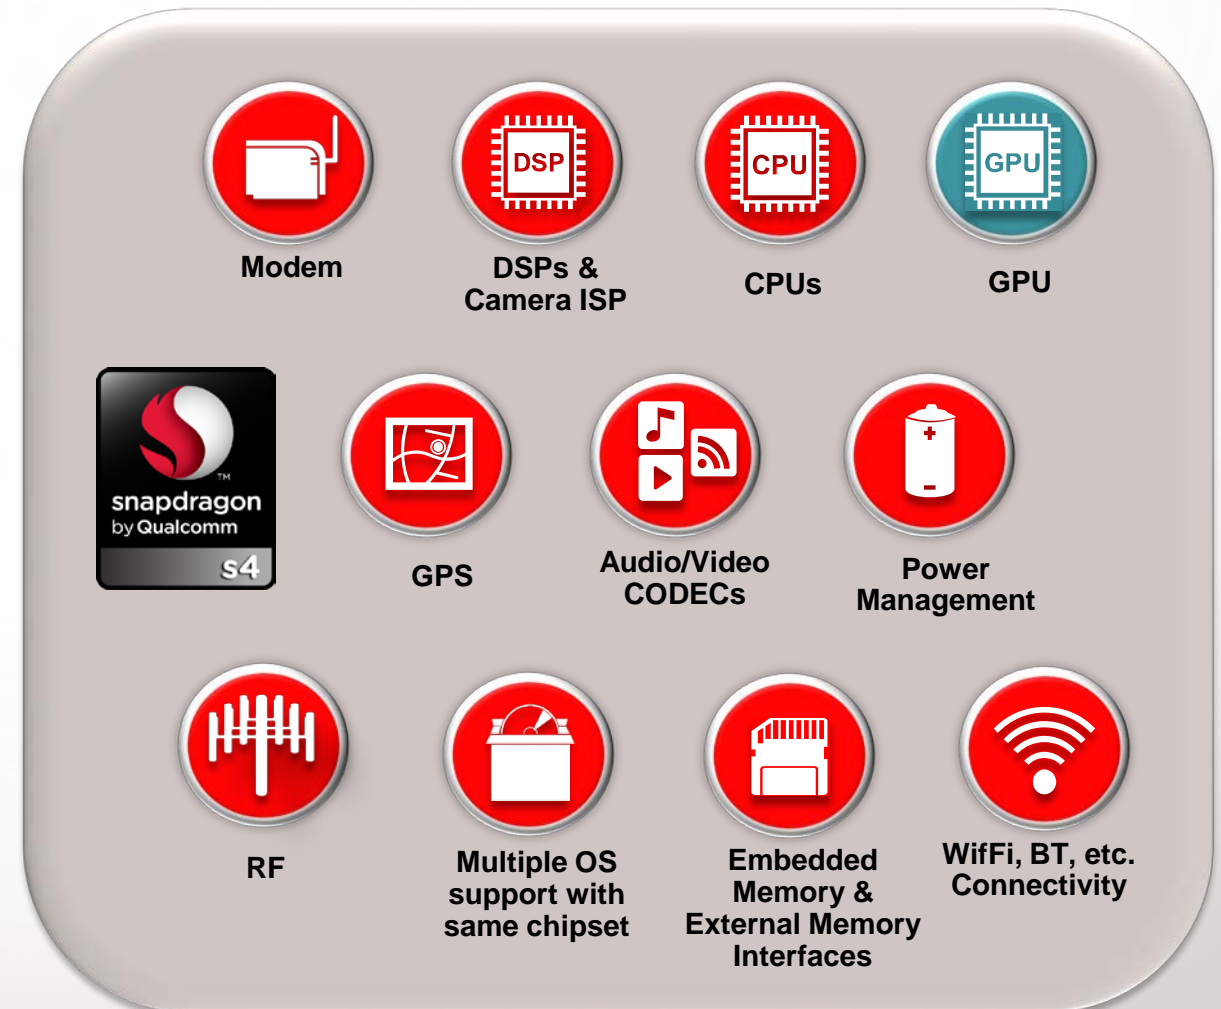 DSP
CPU
GPU
Modem
DSPs &
Camera ISP
CPUs
GPU
TM
snapdragon
by Qualcomm
s4
+
-
GPS
Audio/Video
CODECs
Power
Management
RF
Multiple OS
support with
same chipset
Embedded
Memory &
External Memory
Interfaces
WifFi, BT, etc.
Connectivity